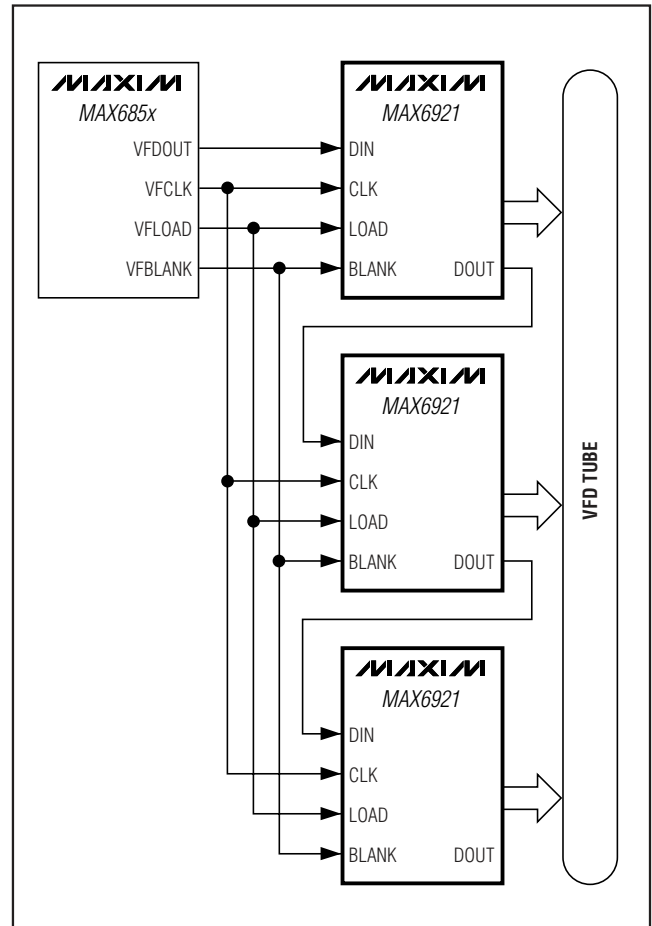 MAXIM
MAX685x
VFDOUT
VFCLK
VFLOAD
VFBLANK
MAXIM
MAX6921
DIN
CLK
LOAD
BLANK DOUT
MAXIM
MAX6921
DIN
CLK
LOAD
BLANK DOUT
MAXIM
MAX6921
DIN
CLK
LOAD
BLANK DOUT
VFD TUBE